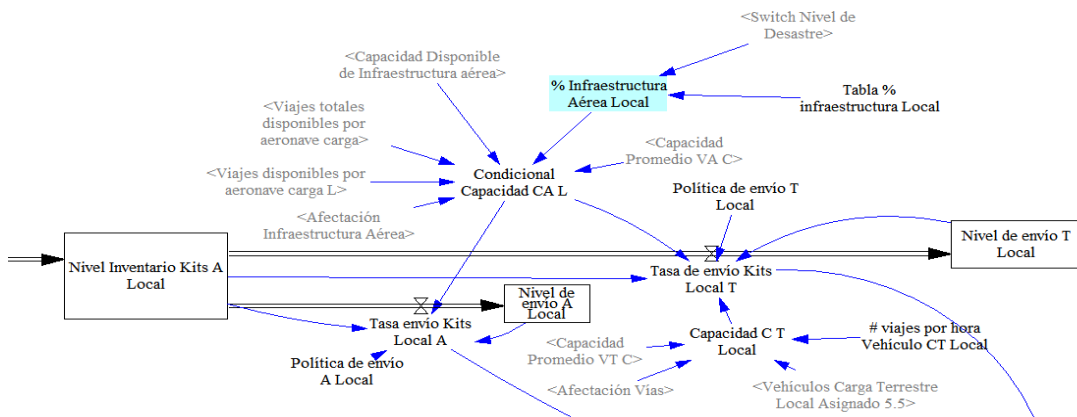 <Switch Nivel de
Desastre>
<Capacidad Disponible
de Infraestructura aérea>
% Infraestructura
Aérea Local
Tabla %
infraestructura Local
<Viajes totales
disponibles por
aeronave carga>
<Capacidad
Promedio VA C>
<Viajes disponibles por
aeronave carga L>
Condicional
Capacidad CA L
Política de envío T
Local
<Afectación
Infraestructura Aérea>
Nivel Inventario Kits A
Local
Nivel de envío T
Local
Tasa de envío Kits
Local T
Nivel de
envío A
Local
Tasa envío Kits
Local A
Política de envío
A Local
Capacidad C T
Local
# viajes por hora
Vehículo CT Local
<Capacidad
Promedio VT C>
<Afectación Vías>
<Vehículos Carga Terrestre
Local Asignado 5.5>